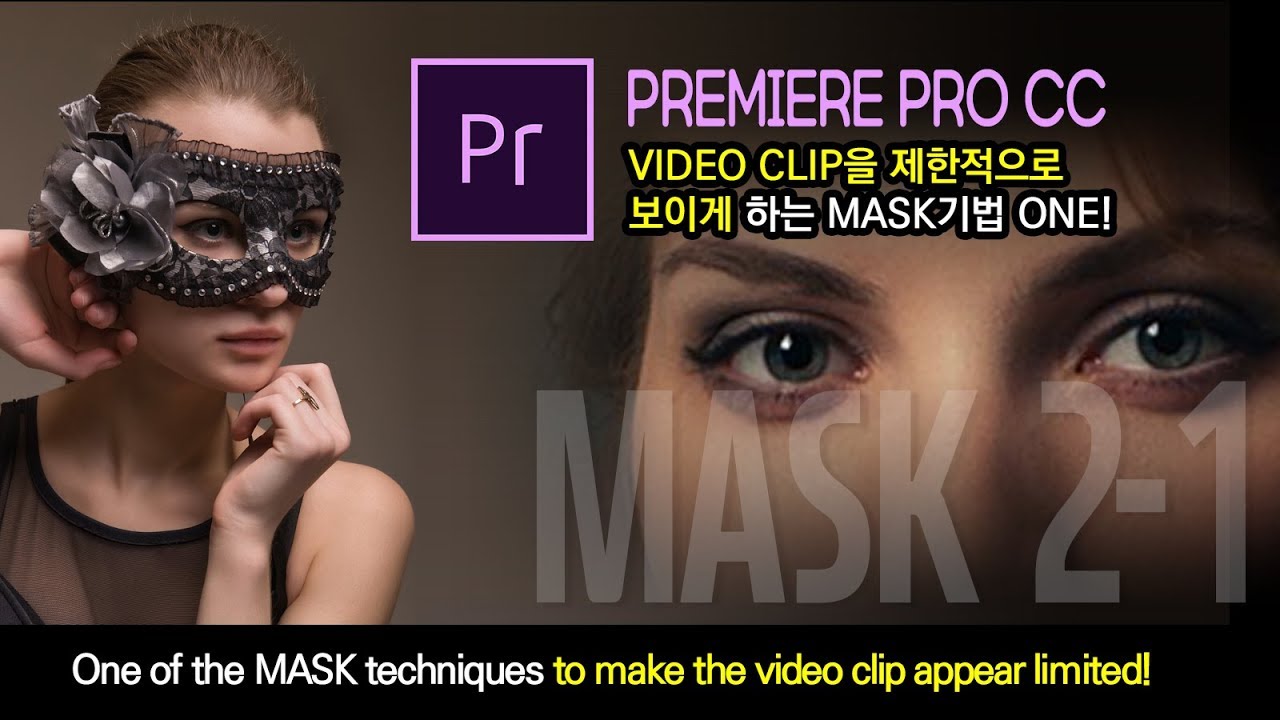 Pr
PREMIERE PRO CC
VIDEO CLIP을 제한적으로
보이게 하는 MASK기법 ONE!
MASK 2-1
One of the MASK techniques to make the video clip appear limited!